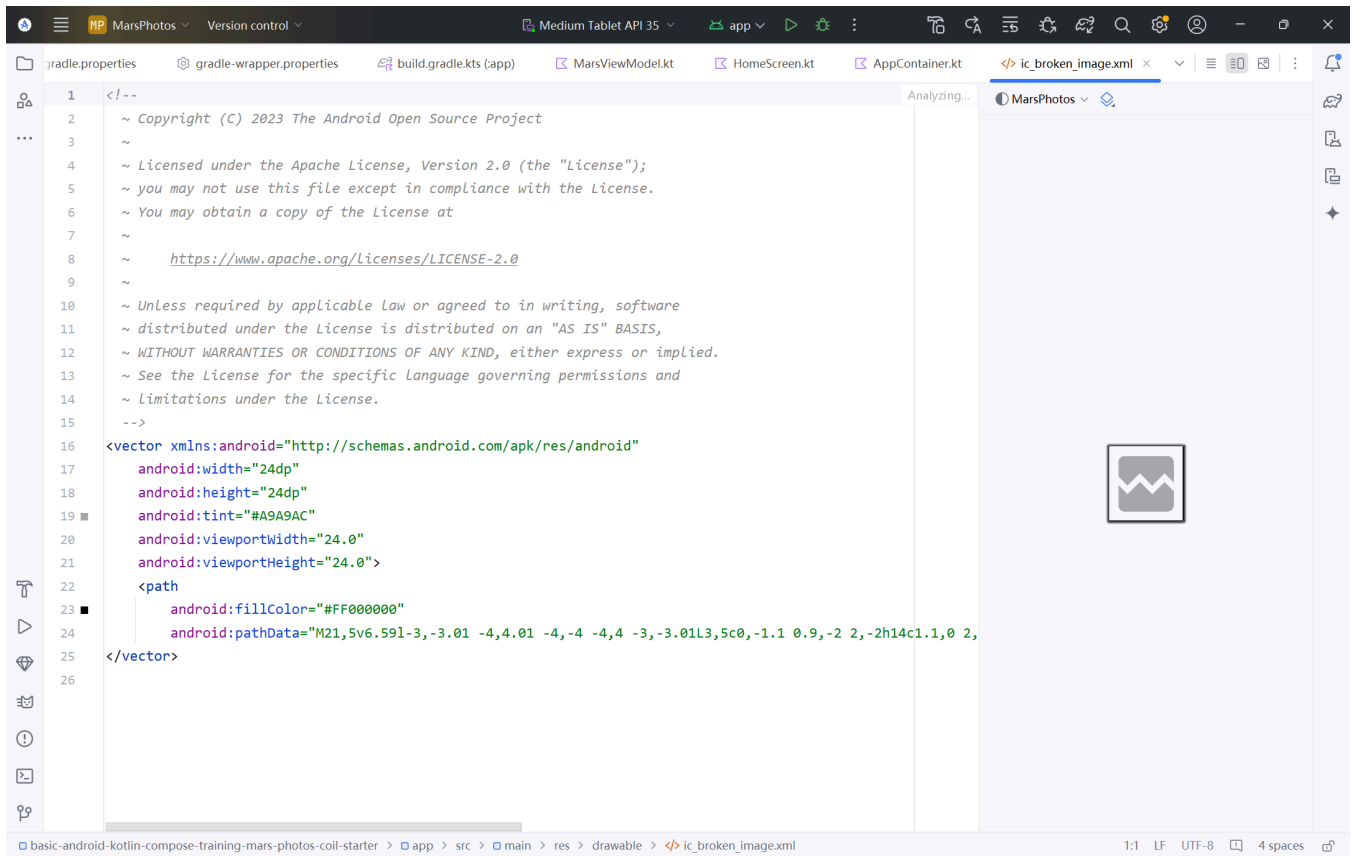 MP MarsPhotos Version control Medium Tablet API 35 app
gradle.properties gradle-wrapper.properties build.gradle.kts (:app) MarsViewModel.kt HomeScreen.kt AppContainer.kt </> ic_broken_image.xml
1 <!-- Analyzing... MarsPhotos
2 ~ Copyright (C) 2023 The Android Open Source Project
3 ~
4 ~ Licensed under the Apache License, Version 2.0 (the "License");
5 ~ you may not use this file except in compliance with the License.
6 ~ You may obtain a copy of the License at
7 ~
8 ~ https://www.apache.org/licenses/LICENSE-2.0
9 ~
10 ~ Unless required by applicable law or agreed to in writing, software
11 ~ distributed under the License is distributed on an "AS IS" BASIS,
12 ~ WITHOUT WARRANTIES OR CONDITIONS OF ANY KIND, either express or implied.
13 ~ See the License for the specific language governing permissions and
14 ~ limitations under the License.
15 -->
16 <vector xmlns:android="http://schemas.android.com/apk/res/android"
17 android:width="24dp"
18 android:height="24dp"
19 android:tint="#A9A9AC"
20 android:viewportWidth="24.0"
21 android:viewportHeight="24.0">
22 <path
23 android:fillColor="#FF000000"
24 android:pathData="M21,5v6.59l-3,-3.01 -4,4.01 -4,-4 -4,4 -3,-3.01L3,5c0,-1.1 0.9,-2 2,-2h14c1.1,0 2,
25 </vector>
26
basic-android-kotlin-compose-training-mars-photos-coil-starter > app > src > main > res > drawable > </> ic_broken_image.xml 1:1 LF UTF-8 4 spaces